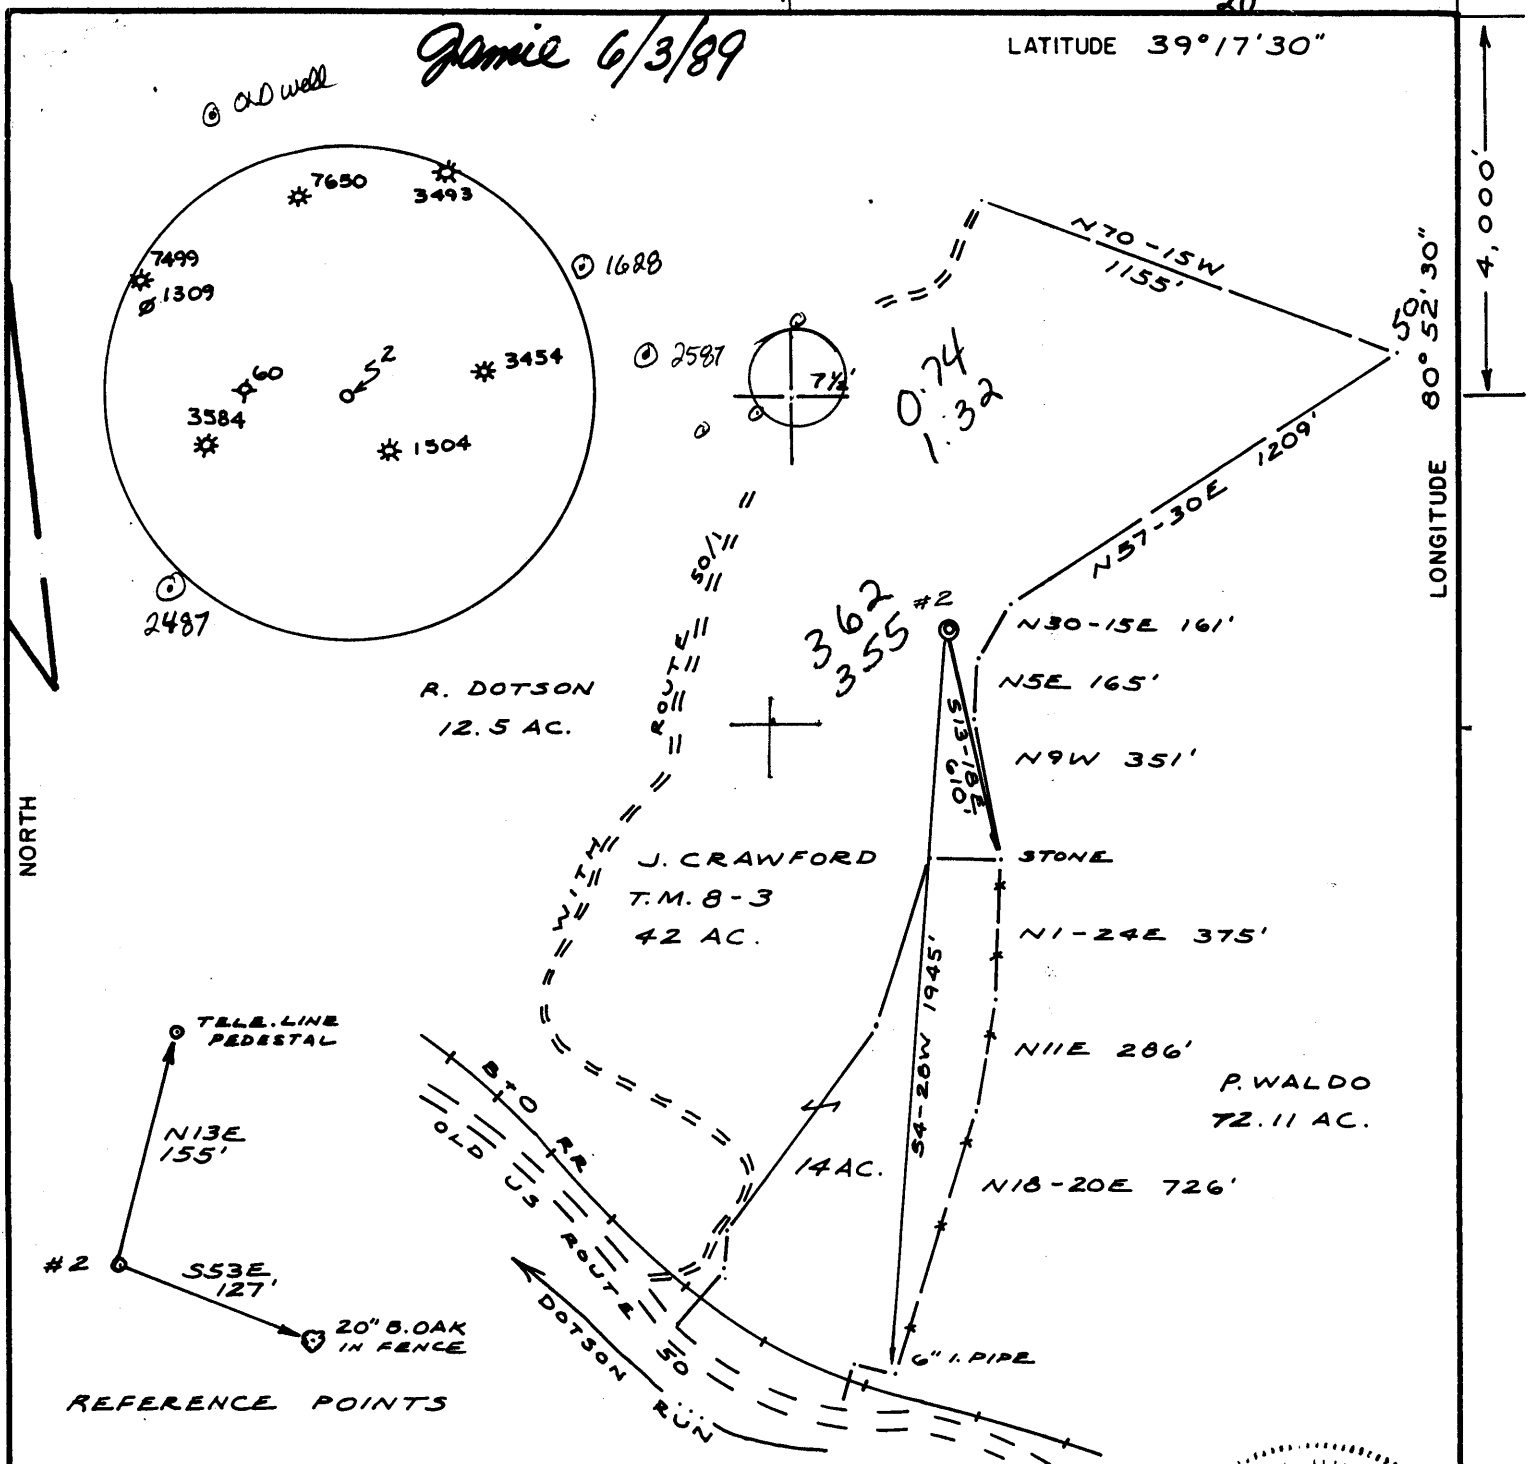 Jamie 6/3/89
LATITUDE 39°17'30"
OLD well
7650
3493
4,000'
7499
1309
1628
N70-15W
1155'
50
80° 52' 30"
LONGITUDE
2587
7½'
0.74
1.32
60
S2
3454
3584
1504
1209'
N57-30E
2487
ROUTE 50/1
WITH
362
355
#2
N30-15E 161'
R. DOTSON
12.5 AC.
N5E 165'
S13-18E
610'
N9W 351'
NORTH
J. CRAWFORD
T.M. 8-3
42 AC.
STONE
N1-24E 375'
S4-28W 1945'
TELE. LINE
PEDESTAL
N11E 286'
B+O RR
P. WALDO
72.11 AC.
N13E
155'
OLD US ROUTE 50
14 AC.
N18-20E 726'
#2
S53E
127'
DOTSON RUN
20" B. OAK
IN FENCE
6" I. PIPE
REFERENCE POINTS